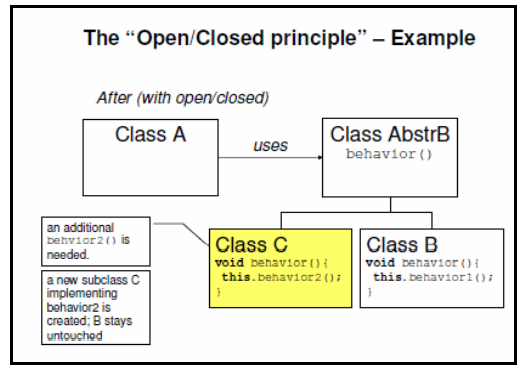 The “Open/Closed principle” – Example
After (with open/closed)
Class A
uses
Class AbstrB
behavior()
an additional
behvior2() is
needed.
a new subclass C
implementing
behavior2 is
created; B stays
untouched
Class C
void behavior(){
this.behavior2();
}
Class B
void behavior(){
this.behavior1();
}